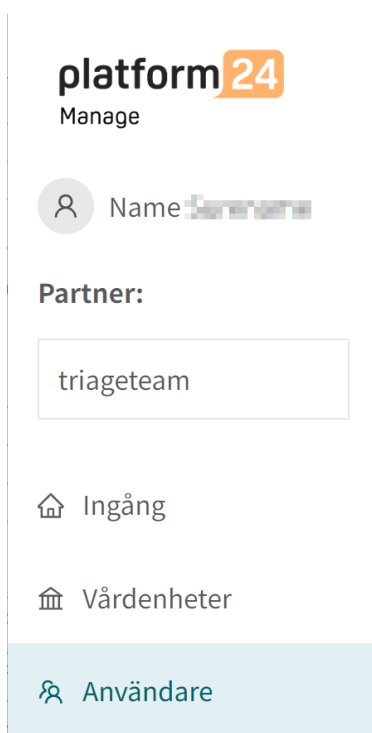 platform24
Manage
Name
Partner:
triageteam
Ingång
Vårdenheter
Användare